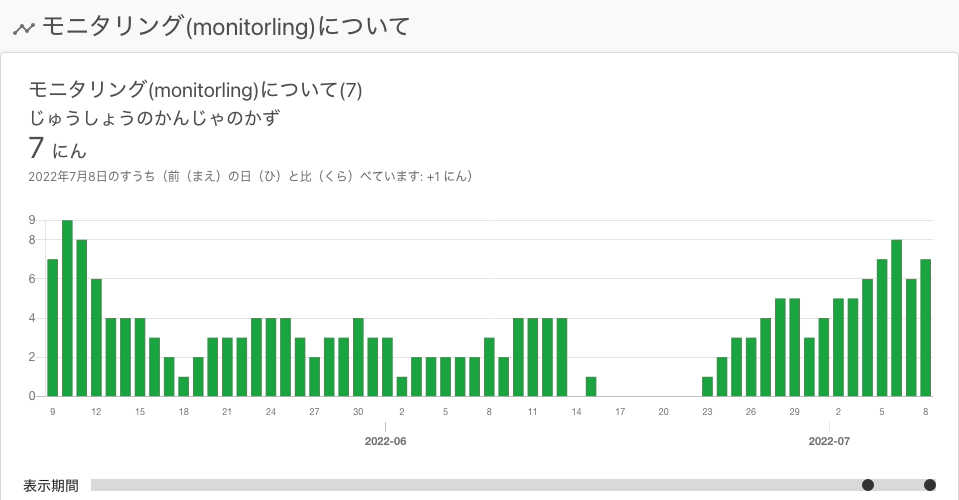 モニタリング(monitorling)について
モニタリング(monitorling)について(7)
じゅうしょうのかんじゃのかず
7 にん
2022年7月8日のすうち（前（まえ）の日（ひ）と比（くら）べています: +1 にん）
9
8
6
4
2
0
9 12 15 18 21 24 27 30 2 5 8 11 14 17 20 23 26 29 2 5 8
2022-06 2022-07
表示期間